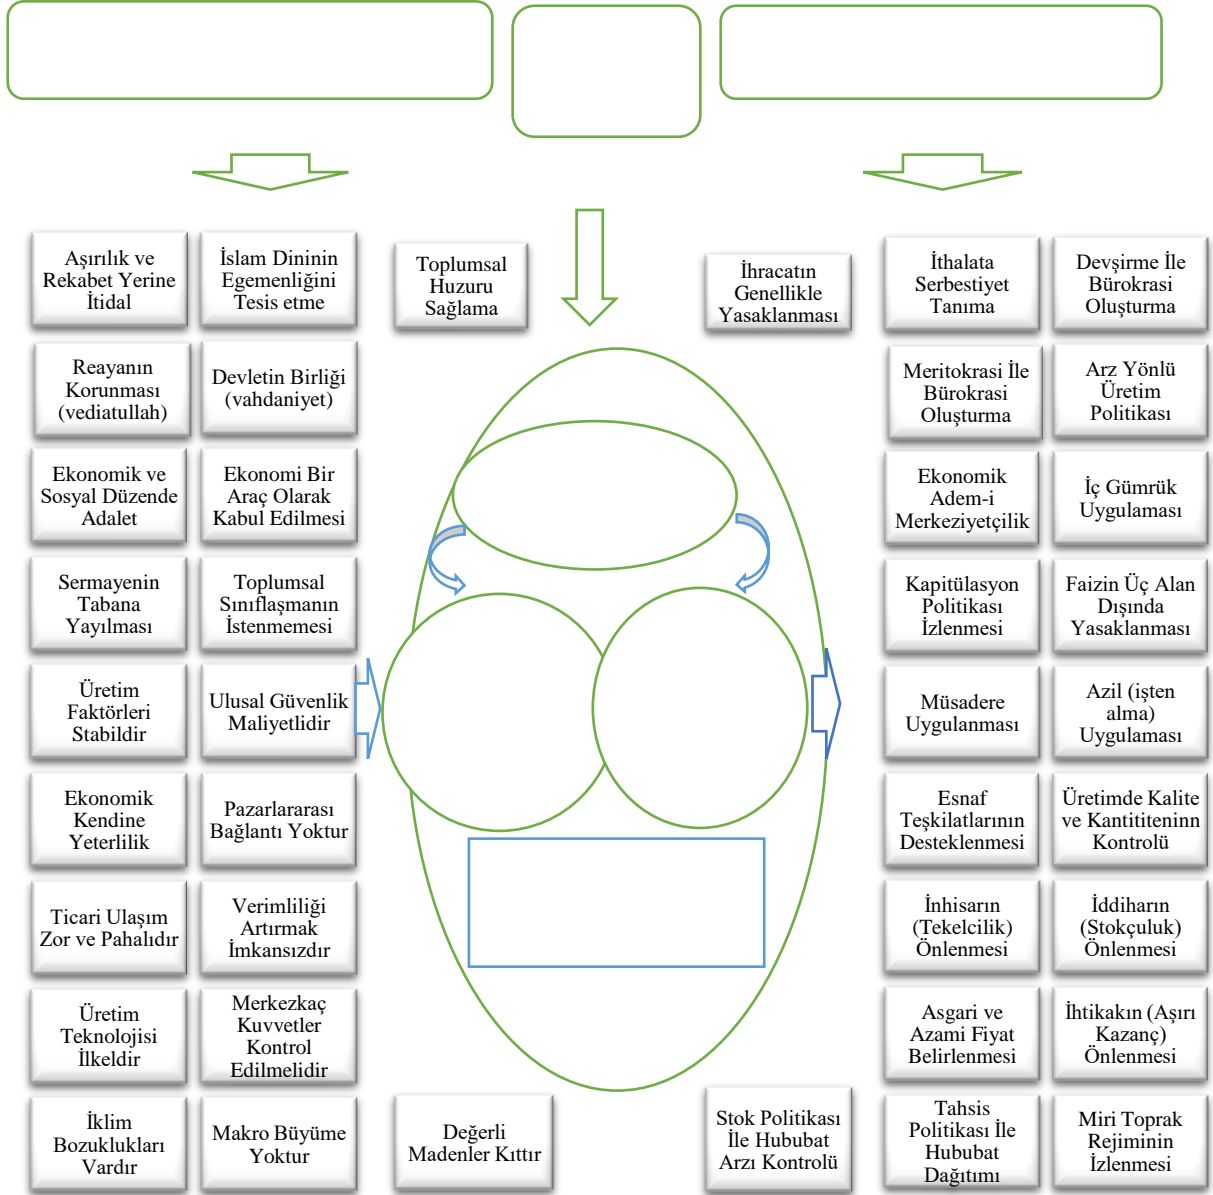 Aşırılık ve
Rekabet Yerine
İtidal
İslam Dininin
Egemenliğini
Tesis etme
Toplumsal
Huzuru
Sağlama
İhracatın
Genellikle
Yasaklanması
İthalata
Serbestiyet
Tanıma
Devşirme İle
Bürokrasi
Oluşturma
Reayanın
Korunması
(vediatullah)
Devletin Birliği
(vahdaniyet)
Meritokrasi İle
Bürokrasi
Oluşturma
Arz Yönlü
Üretim
Politikası
Ekonomik ve
Sosyal Düzende
Adalet
Ekonomi Bir
Araç Olarak
Kabul Edilmesi
Ekonomik
Adem-i
Merkeziyetçilik
İç Gümrük
Uygulaması
Sermayenin
Tabana
Yayılması
Toplumsal
Sınıflaşmanın
İstenmemesi
Kapitülasyon
Politikası
İzlenmesi
Faizin Üç Alan
Dışında
Yasaklanması
Üretim
Faktörleri
Stabildir
Ulusal Güvenlik
Maliyetlidir
Müsadere
Uygulanması
Azil (işten
alma)
Uygulaması
Ekonomik
Kendine
Yeterlilik
Pazarlararası
Bağlantı Yoktur
Esnaf
Teşkilatlarının
Desteklenmesi
Üretimde Kalite
ve Kantititeninn
Kontrolü
Ticari Ulaşım
Zor ve Pahalıdır
Verimliliği
Artırmak
İmkansızdır
İnhisarın
(Tekelcilik)
Önlenmesi
İddiharın
(Stokçuluk)
Önlenmesi
Üretim
Teknolojisi
İlkeldir
Merkezkaç
Kuvvetler
Kontrol
Edilmelidir
Asgari ve
Azami Fiyat
Belirlenmesi
İhtikakın (Aşırı
Kazanç)
Önlenmesi
İklim
Bozuklukları
Vardır
Makro Büyüme
Yoktur
Değerli
Madenler Kıttır
Stok Politikası
İle Hububat
Arzı Kontrolü
Tahsis
Politikası İle
Hububat
Dağıtımı
Miri Toprak
Rejiminin
İzlenmesi